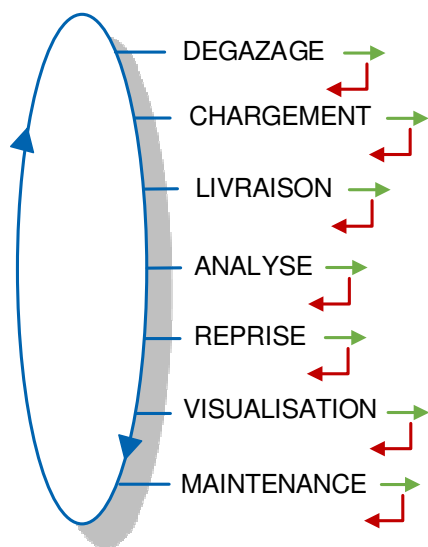 DEGAZAGE
CHARGEMENT
LIVRAISON
ANALYSE
REPRISE
VISUALISATION
MAINTENANCE